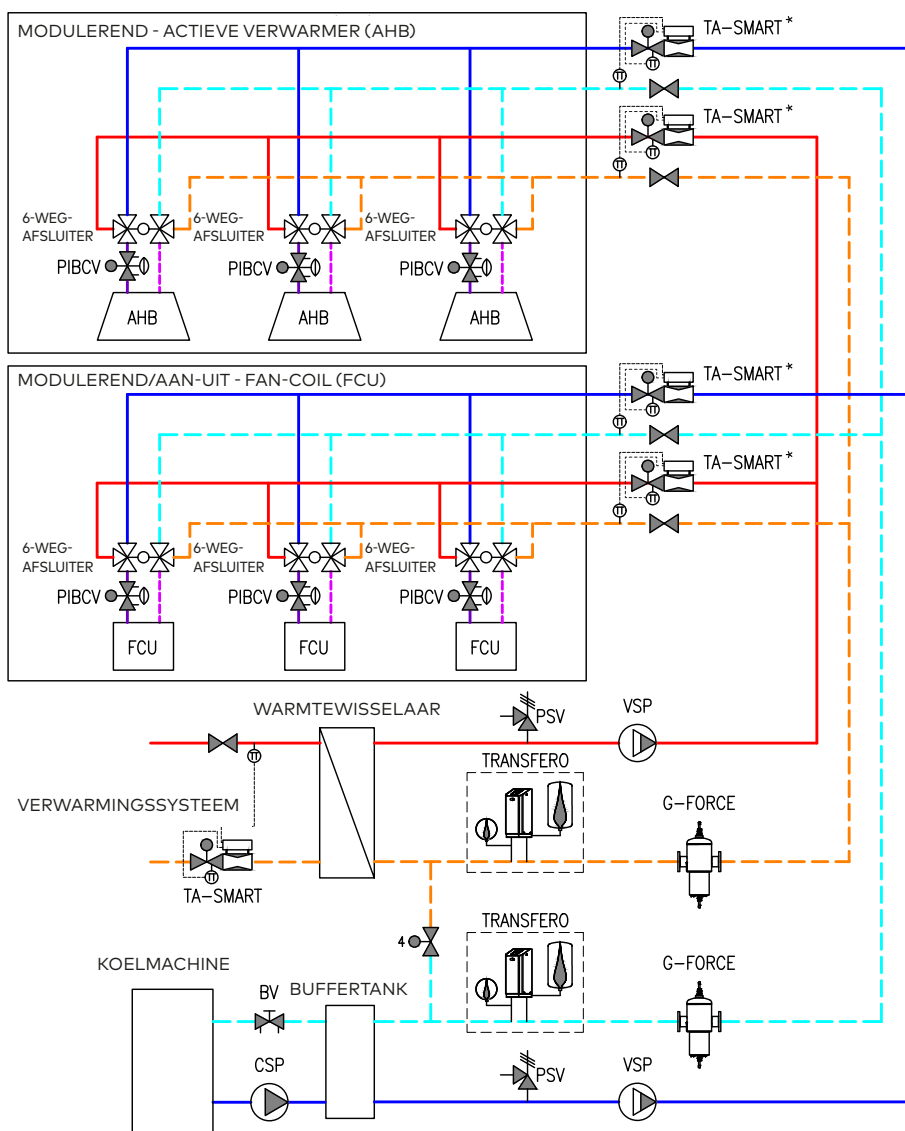 MODULEREND - ACTIEVE VERWARMER (AHB)
TA-SMART*
TA-SMART*
6-WEG-
AFSLUITER
6-WEG-
AFSLUITER
6-WEG-
AFSLUITER
PIBCV
PIBCV
PIBCV
AHB
AHB
AHB
MODULEREND/AAN-UIT - FAN-COIL (FCU)
TA-SMART*
TA-SMART*
6-WEG-
AFSLUITER
6-WEG-
AFSLUITER
6-WEG-
AFSLUITER
PIBCV
PIBCV
PIBCV
FCU
FCU
FCU
WARMTEWISSELAAR
PSV
VSP
TRANSFERO
VERWARMINGSSYSTEEM
G-FORCE
TA-SMART
4
TRANSFERO
KOELMACHINE
BV
BUFFERTANK
G-FORCE
CSP
PSV
VSP